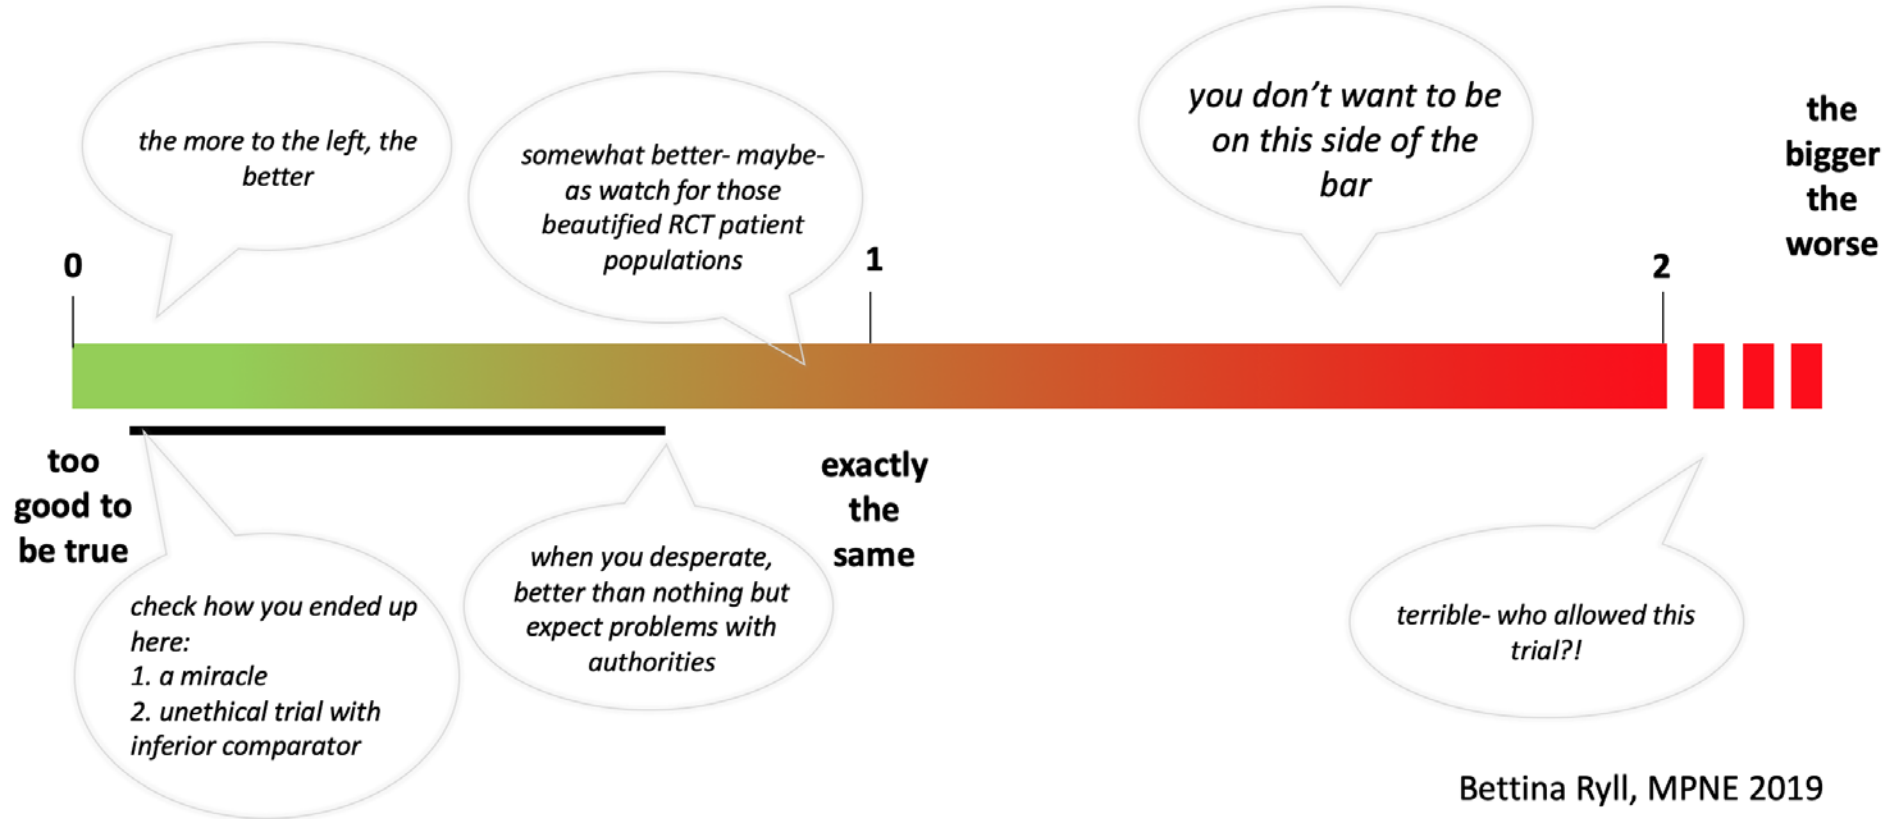 the more to the left, the
better
somewhat better- maybe-
as watch for those
beautified RCT patient
populations
you don’t want to be
on this side of the
bar
the
bigger
the
worse
0
1
2
too
good to
be true
exactly
the
same
check how you ended up
here:
1. a miracle
2. unethical trial with
inferior comparator
when you desperate,
better than nothing but
expect problems with
authorities
terrible- who allowed this
trial?!
Bettina Ryll, MPNE 2019